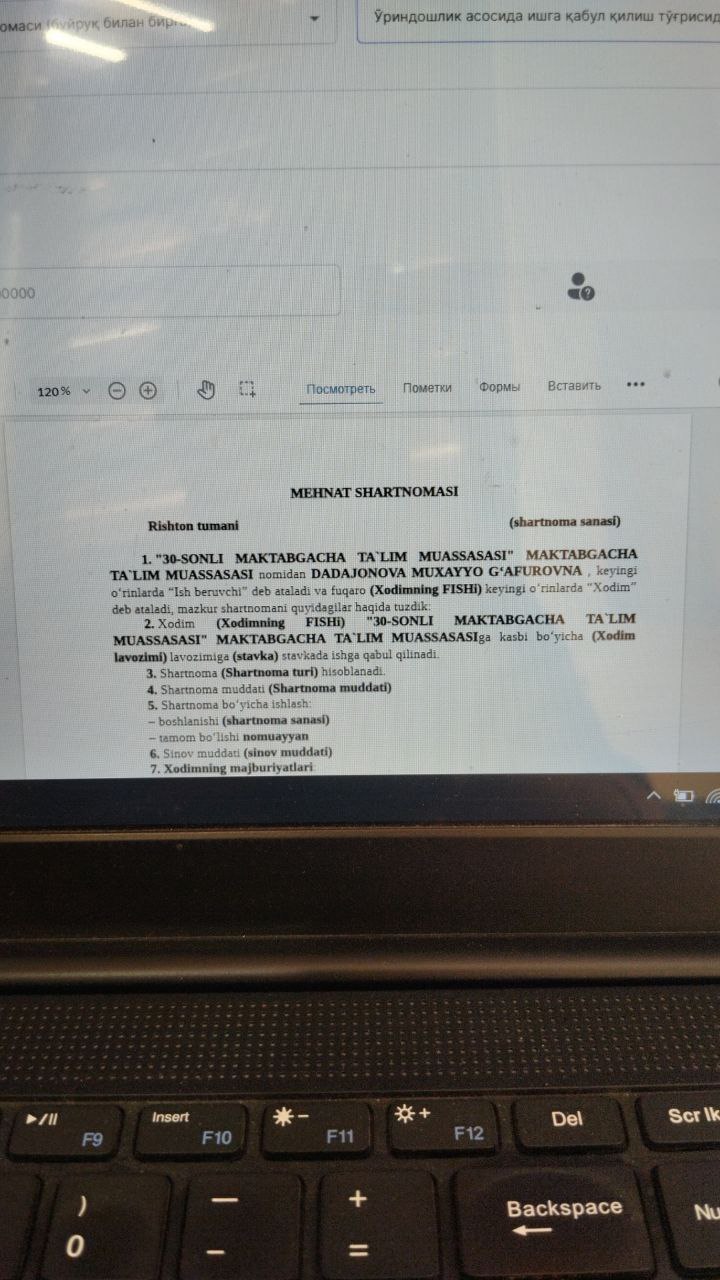 омаси (буйруқ билан бирга)
Ўриндошлик асосида ишга қабул қилиш тўғрисид
0000
120%
Посмотреть
Пометки
Формы
Вставить
MEHNAT SHARTNOMASI
Rishton tumani
(shartnoma sanasi)
1. "30-SONLI MAKTABGACHA TA`LIM MUASSASASI" MAKTABGACHA
TA`LIM MUASSASASI nomidan DADAJONOVA MUXAYYO G‘AFUROVNA , keyingi
o‘rinlarda “Ish beruvchi” deb ataladi va fuqaro (Xodimning FISHi) keyingi o‘rinlarda “Xodim”
deb ataladi, mazkur shartnomani quyidagilar haqida tuzdik:
2. Xodim (Xodimning FISHi) "30-SONLI MAKTABGACHA TA`LIM
MUASSASASI" MAKTABGACHA TA`LIM MUASSASASIga kasbi bo‘yicha (Xodim
lavozimi) lavozimiga (stavka) stavkada ishga qabul qilinadi.
3. Shartnoma (Shartnoma turi) hisoblanadi.
4. Shartnoma muddati (Shartnoma muddati)
5. Shartnoma bo‘yicha ishlash:
– boshlanishi (shartnoma sanasi)
– tamom bo‘lishi nomuayyan
6. Sinov muddati (sinov muddati)
7. Xodimning majburiyatlari:
F9
Insert
F10
F11
F12
Del
Scr lk
)
0
—
–
+
=
Backspace
Nu